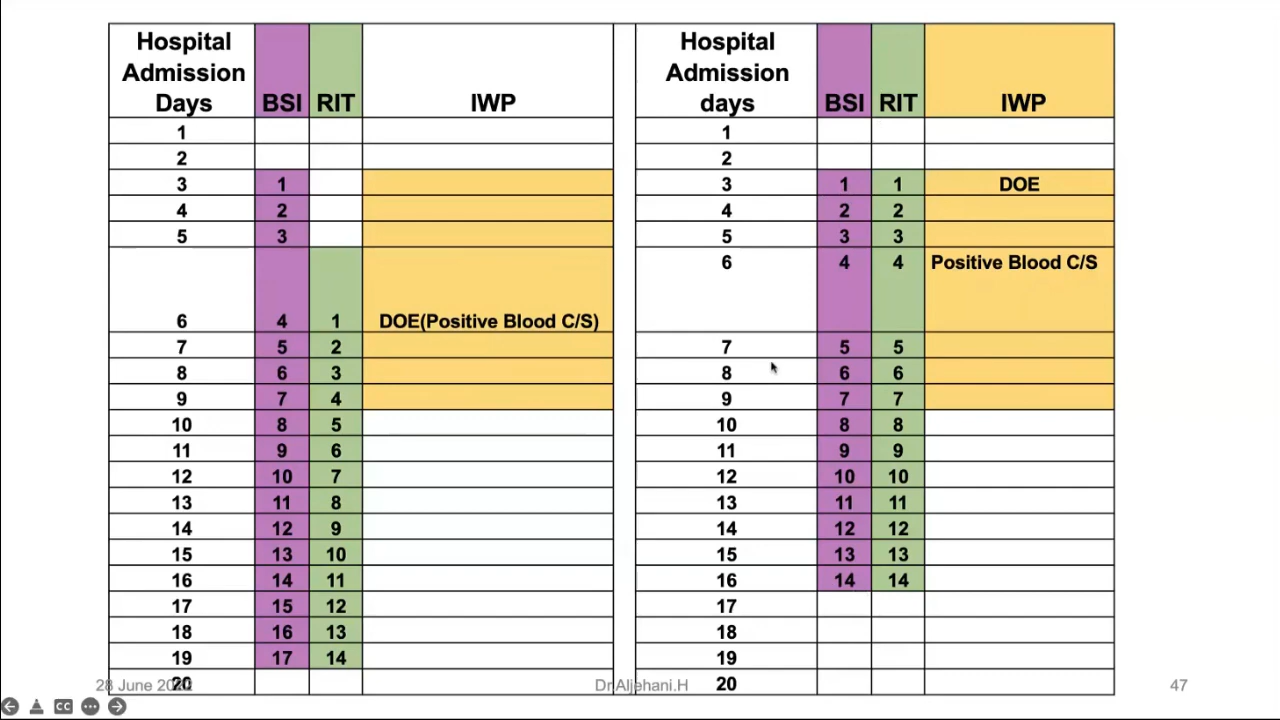 Hospital Admission Days BSI RIT IWP
1
2
3 1
4 2
5 3
6 4 1 DOE(Positive Blood C/S)
7 5 2
8 6 3
9 7 4
10 8 5
11 9 6
12 10 7
13 11 8
14 12 9
15 13 10
16 14 11
17 15 12
18 16 13
19 17 14
20
Hospital Admission days BSI RIT IWP
1
2
3 1 1 DOE
4 2 2
5 3 3
6 4 4 Positive Blood C/S
7 5 5
8 6 6
9 7 7
10 8 8
11 9 9
12 10 10
13 11 11
14 12 12
15 13 13
16 14 14
17
18
19
20
28 June
Dr.Aljehani.H
47
CC